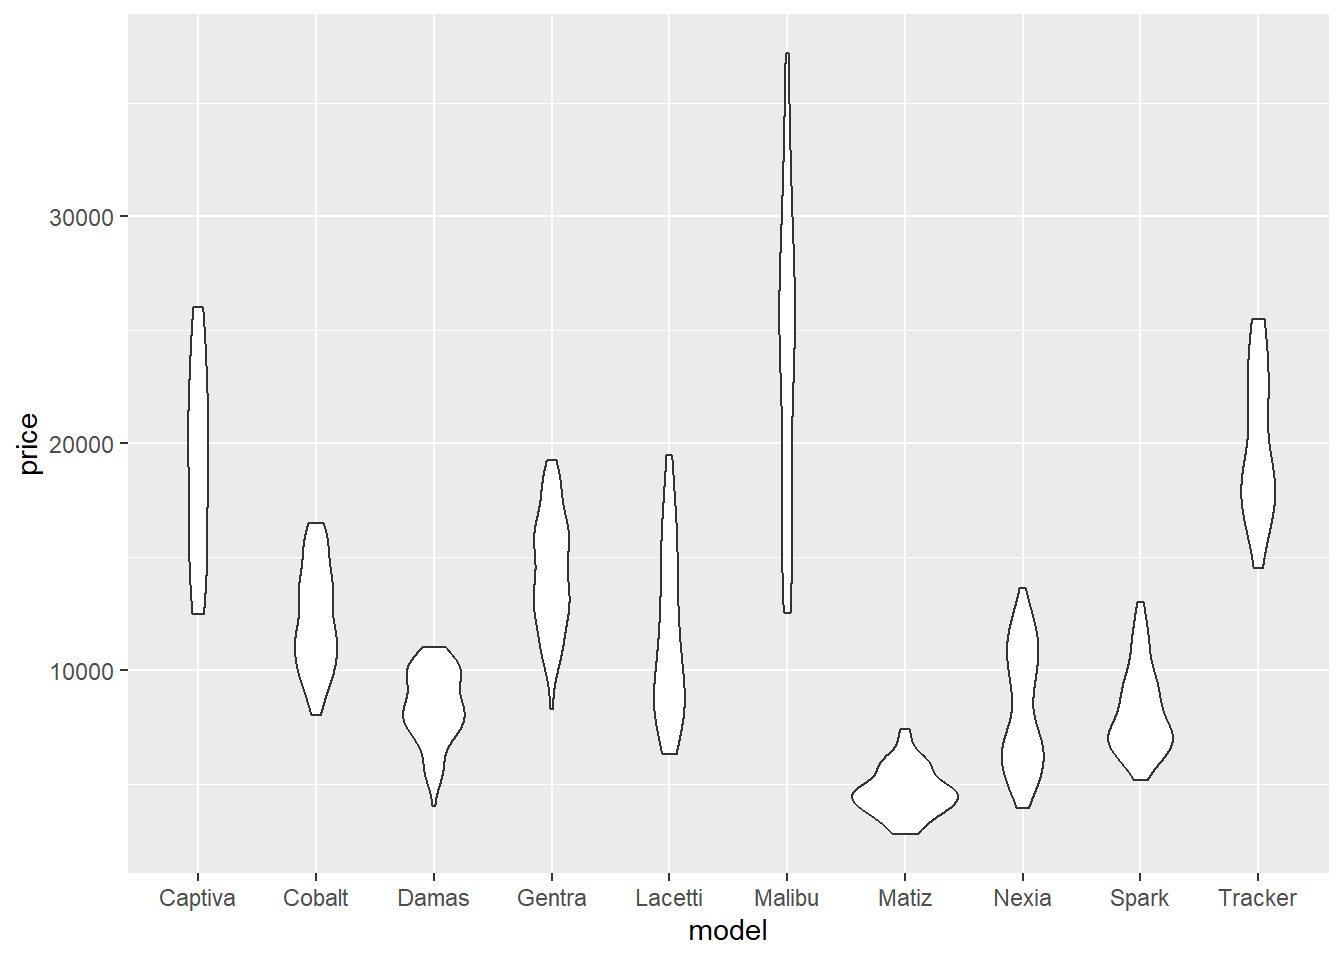 price
30000
20000
10000
Captiva Cobalt Damas Gentra Lacetti Malibu Matiz Nexia Spark Tracker
model